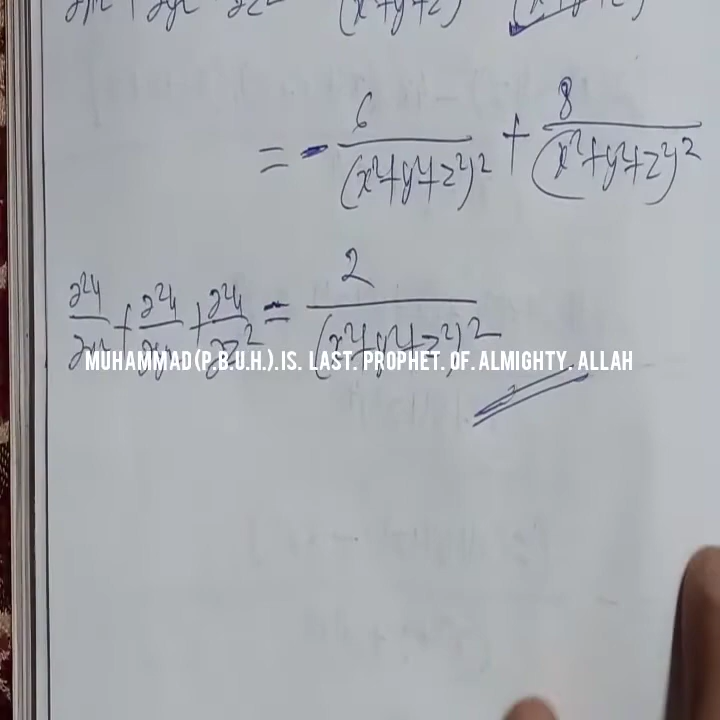 = - 6/(x²+y²+z²)² + 8/(x²+y²+z²)²
∂²u/∂x² + ∂²u/∂y² + ∂²u/∂z² = 2/(x²+y²+z²)²
MUHAMMAD(P.B.U.H.).IS. LAST. PROPHET. OF. ALMIGHTY. ALLAH